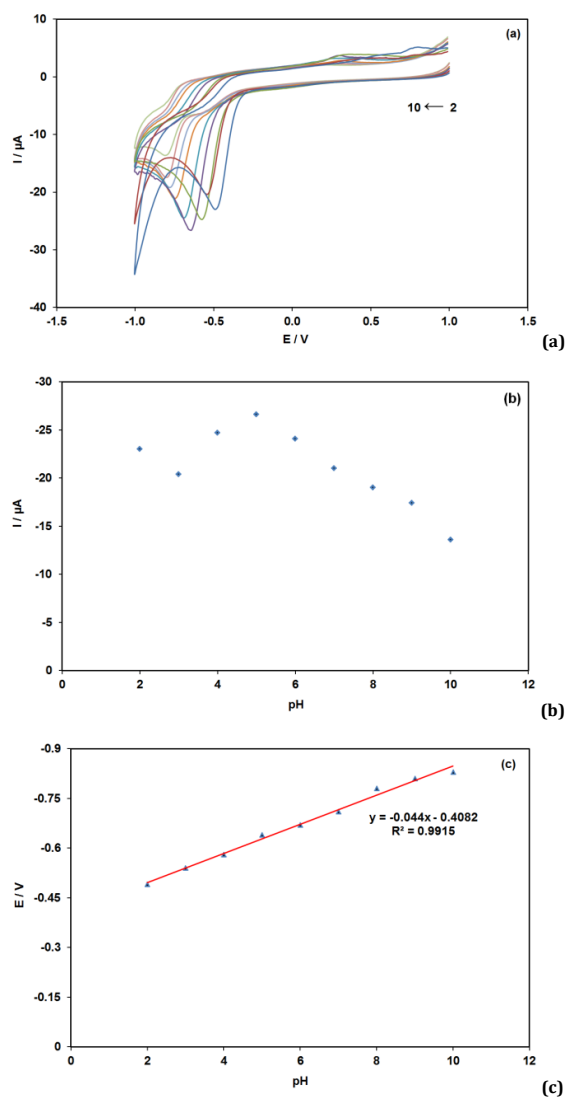 10
(a)
0
10 ← 2
-10
I / µA
-20
-30
-40
-1.5 -1.0 -0.5 0.0 0.5 1.0 1.5
E / V
(a)
-30
(b)
-25
-20
I / µA
-15
-10
-5
0
0 2 4 6 8 10 12
pH
(b)
-0.9
(c)
-0.75
y = -0.044x - 0.4082
R² = 0.9915
-0.6
E / V
-0.45
-0.3
-0.15
0
0 2 4 6 8 10 12
pH
(c)